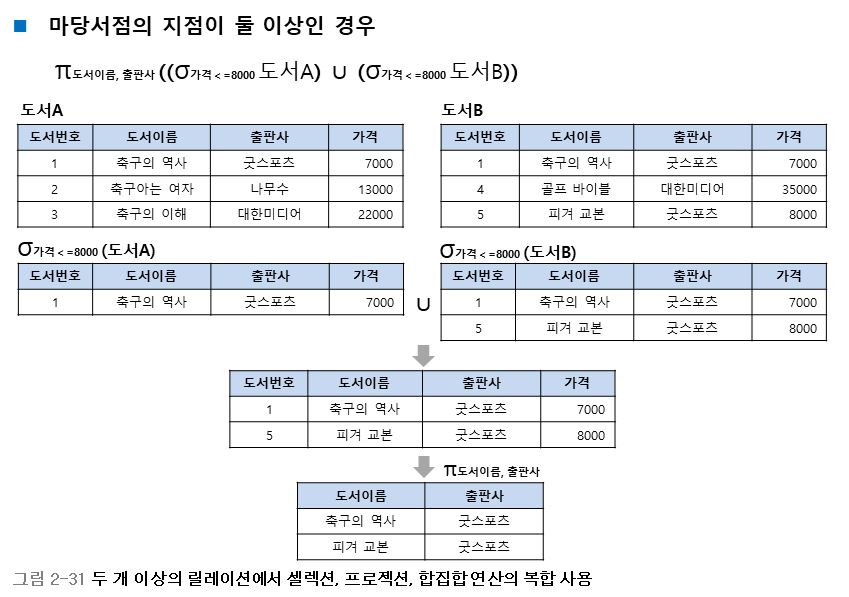 ■ 마당서점의 지점이 둘 이상인 경우
π도서이름, 출판사 ((σ가격 < =8000 도서A) ∪ (σ가격 < =8000 도서B))
도서A
도서번호 도서이름 출판사 가격
1 축구의 역사 굿스포츠 7000
2 축구아는 여자 나무수 13000
3 축구의 이해 대한미디어 22000
도서B
도서번호 도서이름 출판사 가격
1 축구의 역사 굿스포츠 7000
4 골프 바이블 대한미디어 35000
5 피겨 교본 굿스포츠 8000
σ가격 < =8000 (도서A)
도서번호 도서이름 출판사 가격
1 축구의 역사 굿스포츠 7000
∪
σ가격 < =8000 (도서B)
도서번호 도서이름 출판사 가격
1 축구의 역사 굿스포츠 7000
5 피겨 교본 굿스포츠 8000
도서번호 도서이름 출판사 가격
1 축구의 역사 굿스포츠 7000
5 피겨 교본 굿스포츠 8000
π도서이름, 출판사
도서이름 출판사
축구의 역사 굿스포츠
피겨 교본 굿스포츠
그림 2-31 두 개 이상의 릴레이션에서 셀렉션, 프로젝션, 합집합 연산의 복합 사용